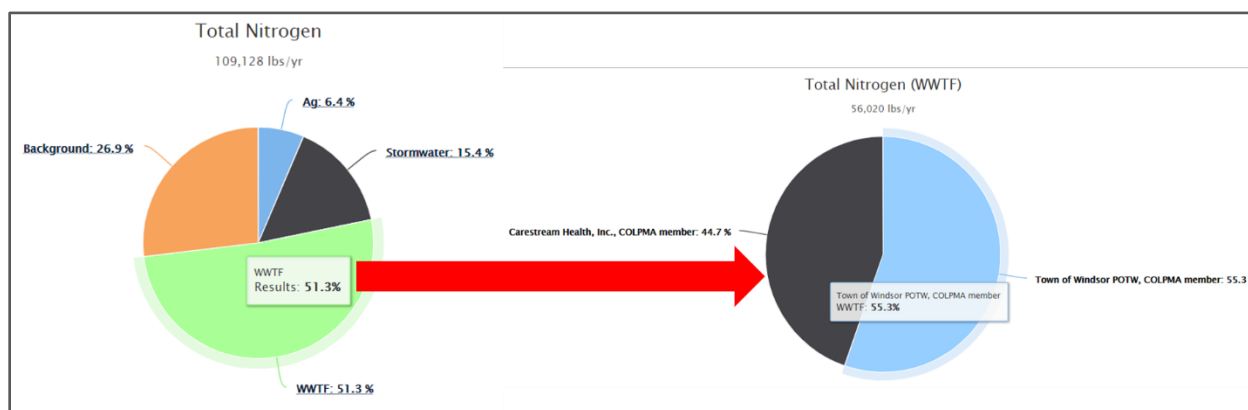 Total Nitrogen
109,128 lbs/yr
Ag: 6.4 %
Background: 26.9 %
Stormwater: 15.4 %
WWTF
Results: 51.3%
WWTF: 51.3 %
Total Nitrogen (WWTF)
56,020 lbs/yr
Carestream Health, Inc., COLPMA member: 44.7 %
Town of Windsor POTW, COLPMA member: 55.3
Town of Windsor POTW, COLPMA member
WWTF: 55.3%